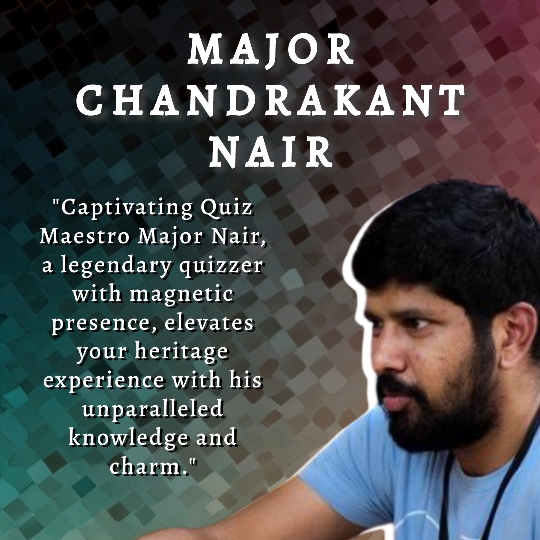 MAJOR
CHANDRAKANT
NAIR
"Captivating Quiz
Maestro Major Nair,
a legendary quizzer
with magnetic
presence, elevates
your heritage
experience with his
unparalleled
knowledge and
charm."